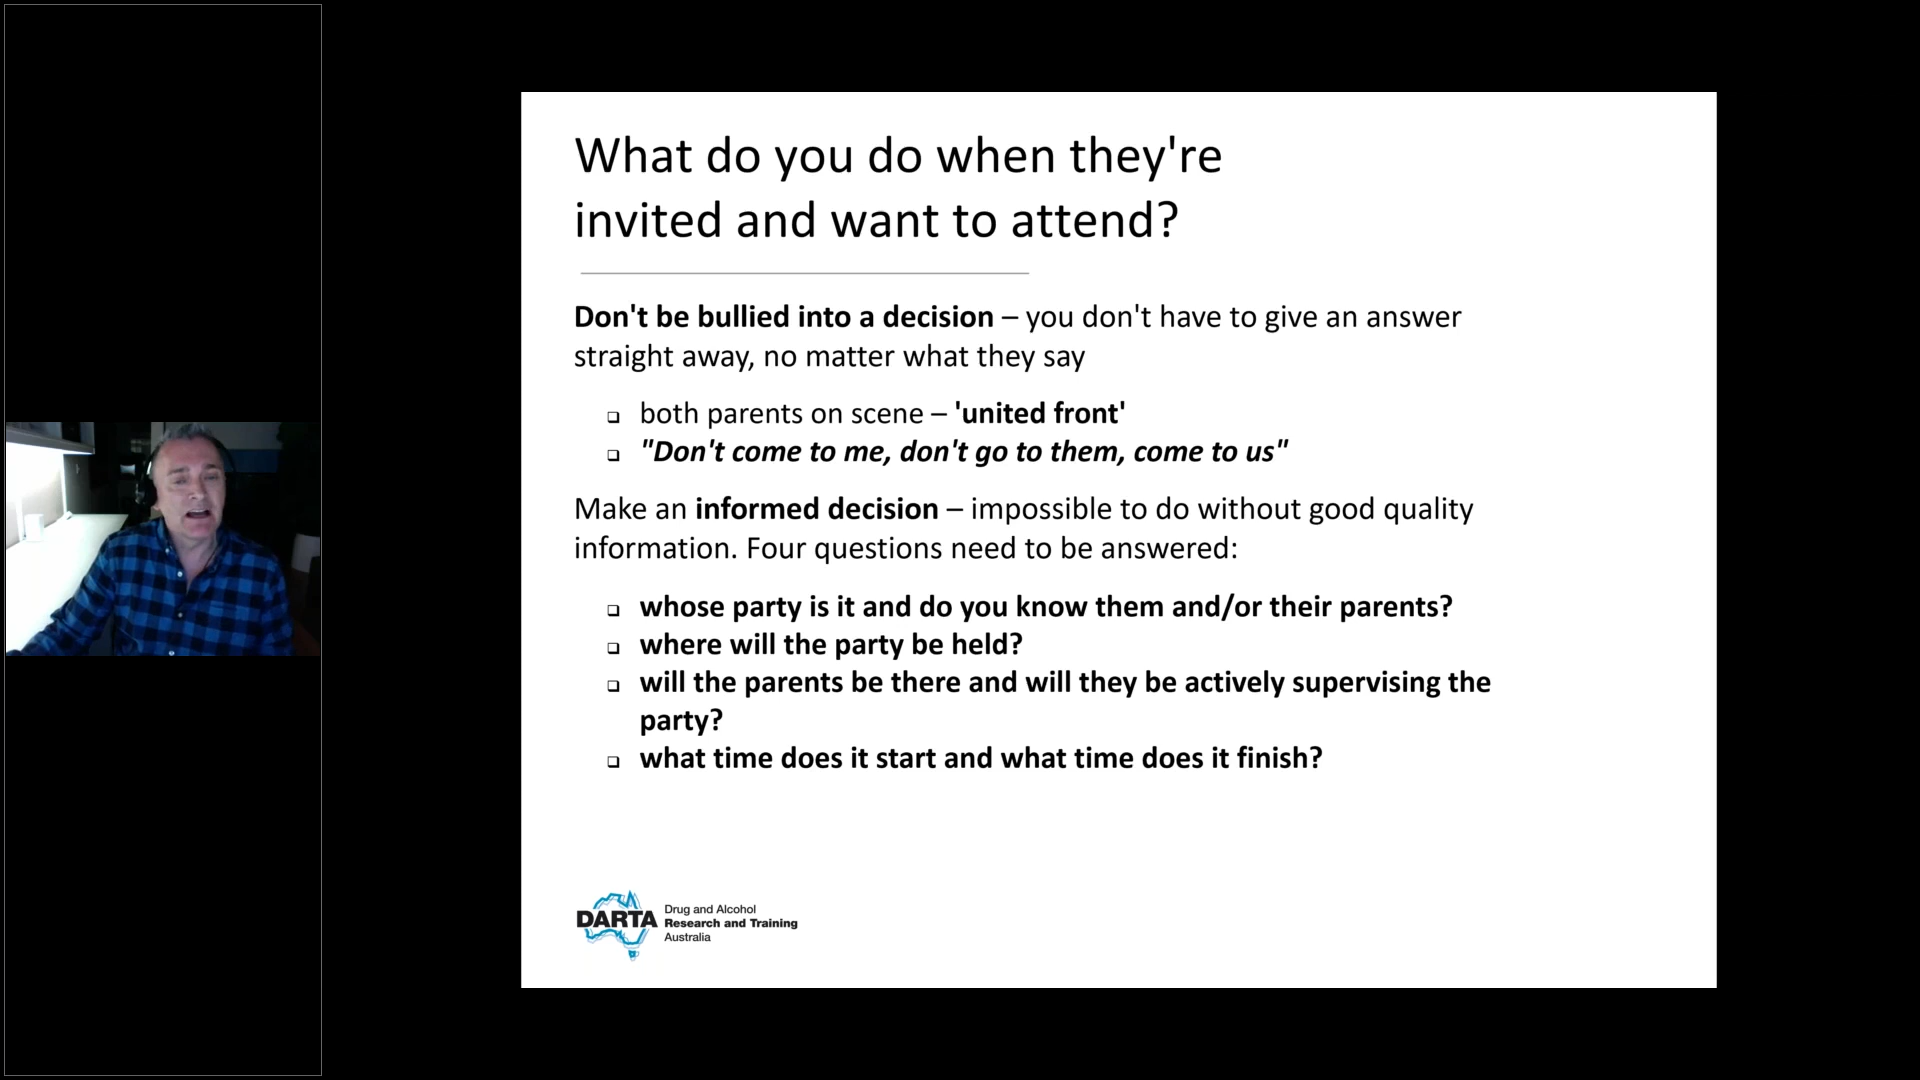 What do you do when they're
invited and want to attend?
Don't be bullied into a decision – you don't have to give an answer
straight away, no matter what they say
❑ both parents on scene – 'united front'
❑ "Don't come to me, don't go to them, come to us"
Make an informed decision – impossible to do without good quality
information. Four questions need to be answered:
❑ whose party is it and do you know them and/or their parents?
❑ where will the party be held?
❑ will the parents be there and will they be actively supervising the
party?
❑ what time does it start and what time does it finish?
DARTA
Drug and Alcohol
Research and Training
Australia